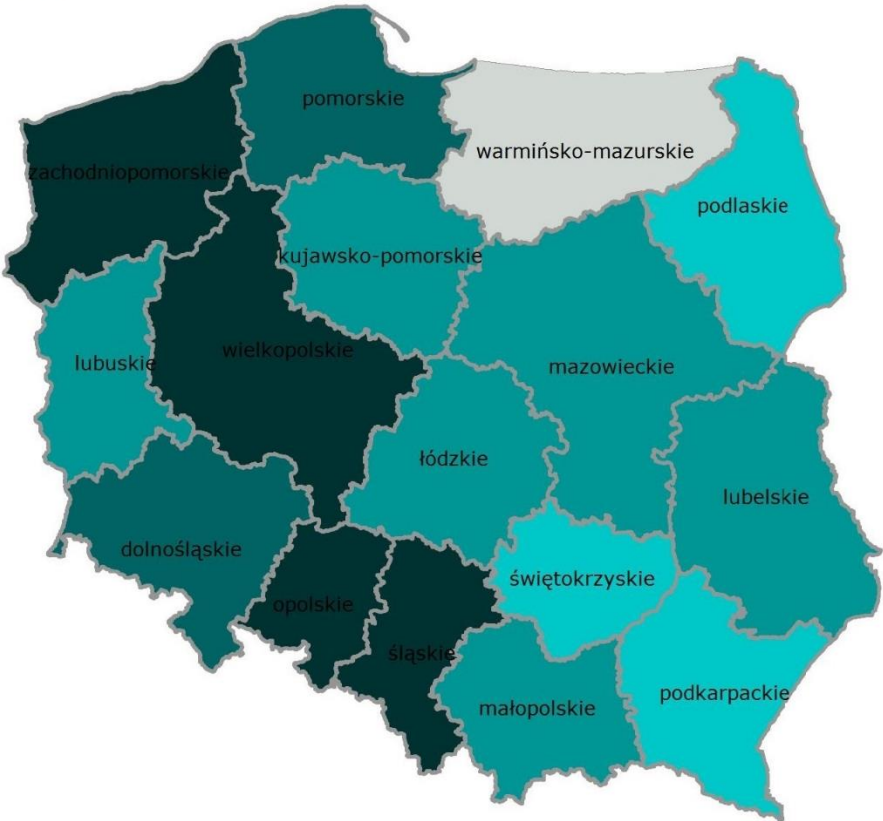 pomorskie
warmińsko-mazurskie
zachodniopomorskie
podlaskie
kujawsko-pomorskie
wielkopolskie
lubuskie
mazowieckie
łódzkie
lubelskie
dolnośląskie
świętokrzyskie
opolskie
śląskie
podkarpackie
małopolskie